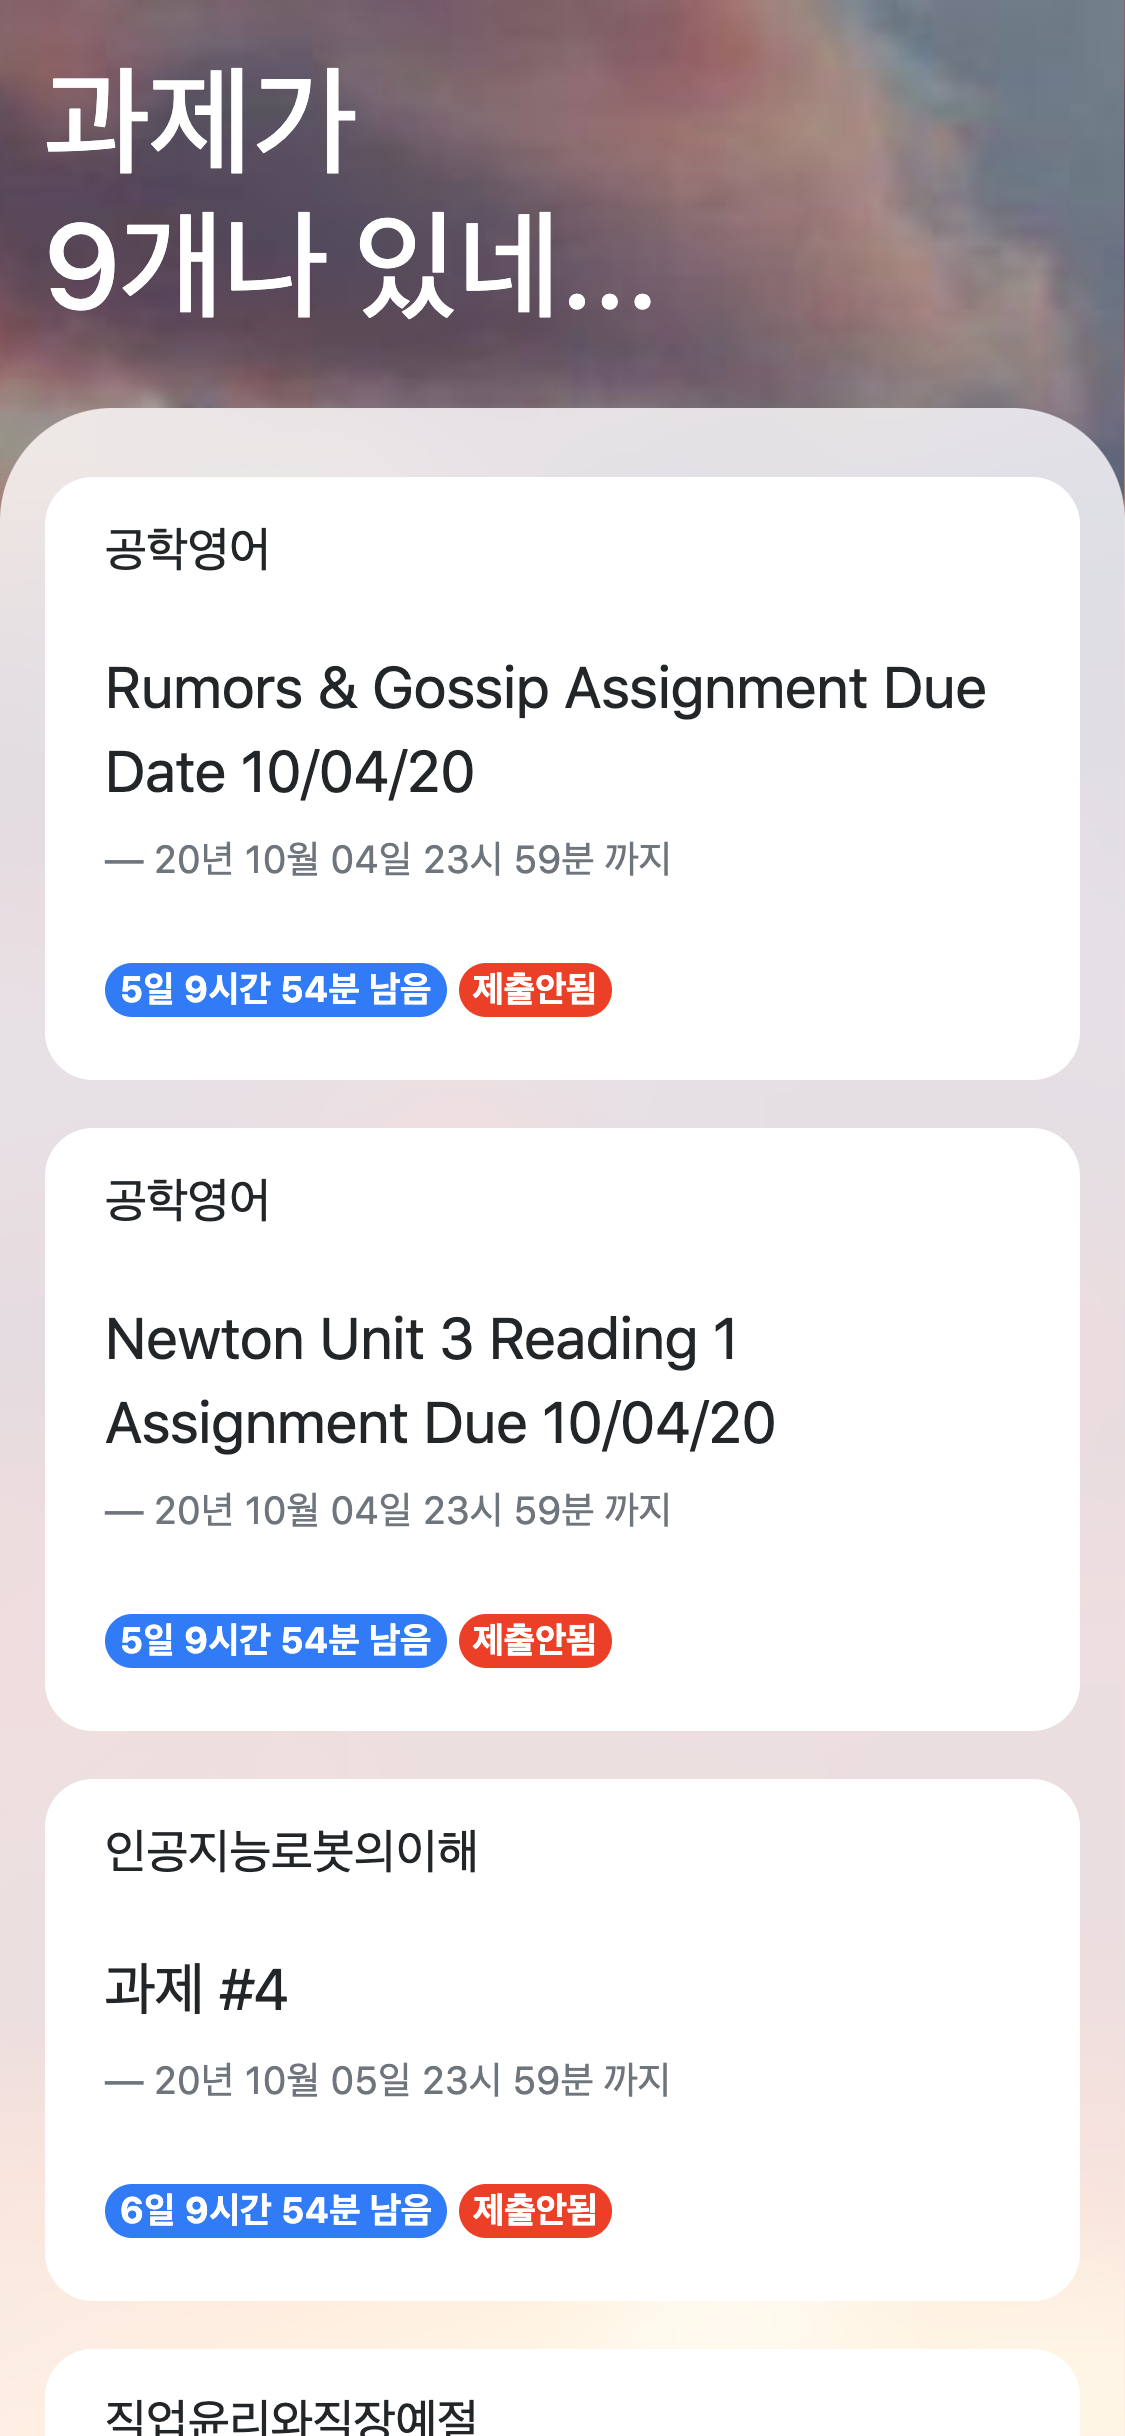 과제가
9개나 있네...
공학영어
Rumors & Gossip Assignment Due
Date 10/04/20
— 20년 10월 04일 23시 59분 까지
5일 9시간 54분 남음 제출안됨
공학영어
Newton Unit 3 Reading 1
Assignment Due 10/04/20
— 20년 10월 04일 23시 59분 까지
5일 9시간 54분 남음 제출안됨
인공지능로봇의이해
과제 #4
— 20년 10월 05일 23시 59분 까지
6일 9시간 54분 남음 제출안됨
직업윤리와직장예절